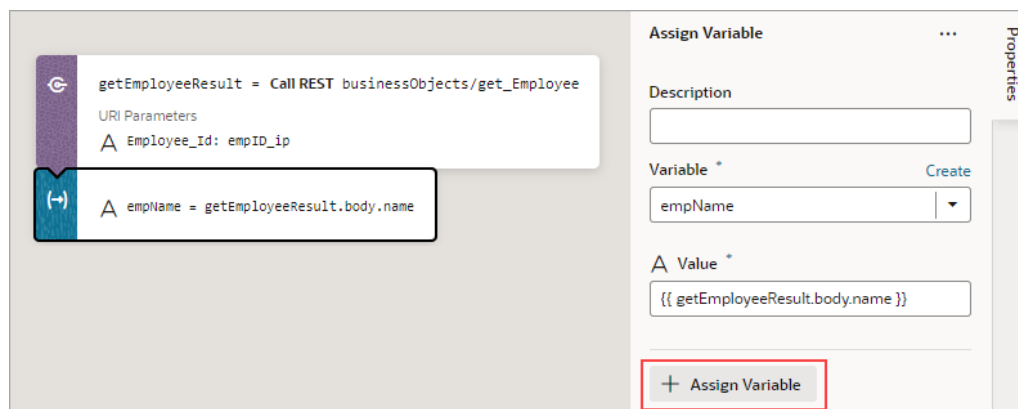 getEmployeeResult = Call REST businessObjects/get_Employee
URI Parameters
A Employee_Id: empID_ip
(→)
A empName = getEmployeeResult.body.name
Assign Variable
...
Description
Variable *
Create
empName
A Value *
{{ getEmployeeResult.body.name }}
+ Assign Variable
Properties